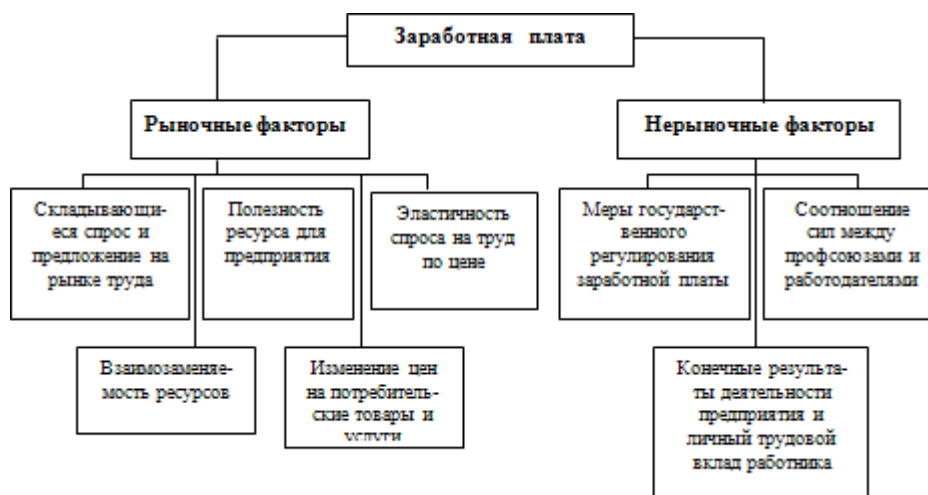 Заработная плата
Рыночные факторы
Нерыночные факторы
Складывающи-
еся спрос и
предложение на
рынке труда
Полезность
ресурса для
предприятия
Эластичность
спроса на труд
по цене
Меры государст-
венного
регулирования
заработной платы
Соотношение
сил между
профсоюзами и
работодателями
Взаимозаменяе-
мость ресурсов
Изменение цен
на потребитель-
ские товары и
услуги
Конечные результа-
ты деятельности
предприятия и
личный трудовой
вклад работника